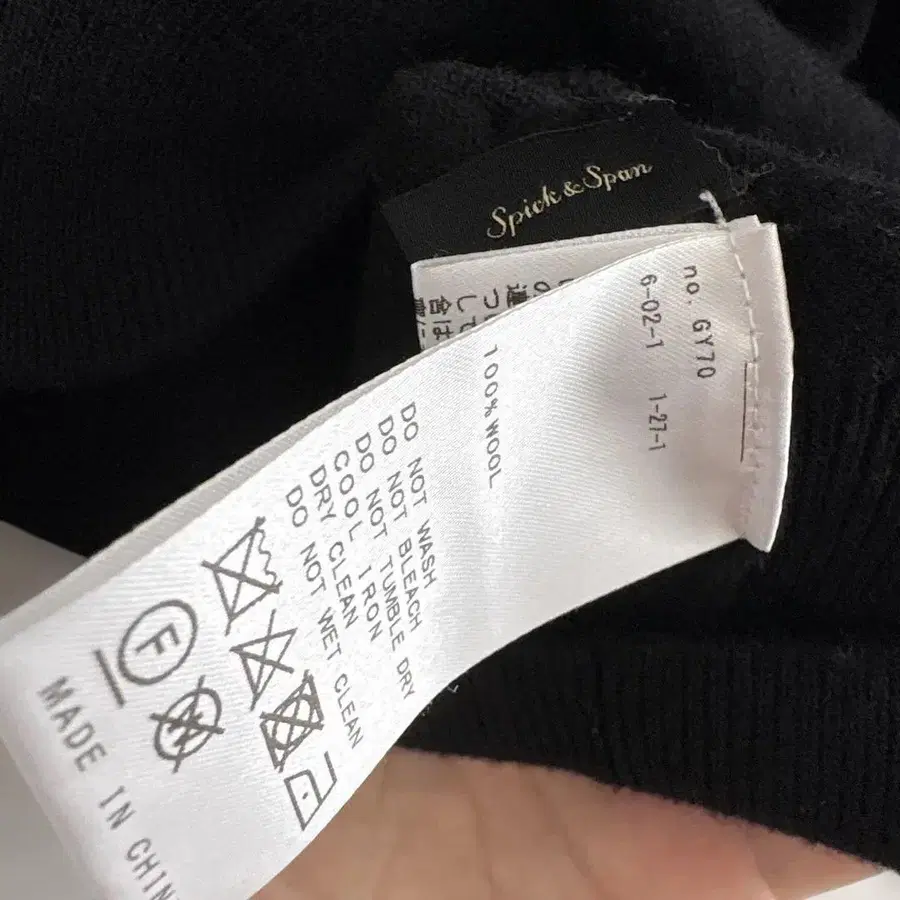 Spick & Span
no. GY70
6-02-1 1-27-1
100%WOOL
DO NOT WASH
DO NOT BLEACH
DO NOT TUMBLE DRY
COOL IRON
DRY CLEAN
DO NOT WET CLEAN
F
W
MADE IN CHIN